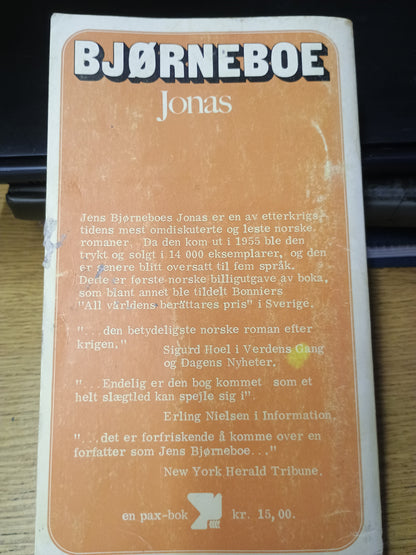 BJØRNEBOE
Jonas
Jens Bjørneboes Jonas er en av etterkrigs-
tidens mest omdiskuterte og leste norske
romaner. Da den kom ut i 1955 ble den
trykt og solgt i 14 000 eksemplarer, og den
er senere blitt oversatt til fem språk.
Dette er første norske billigutgave av boka,
som blant annet ble tildelt Bonniers
"All världens berättares pris" i Sverige.
"...den betydeligste norske roman efter
krigen."
Sigurd Hoel i Verdens Gang
og Dagens Nyheter.
"...Endelig er den bog kommet som et
helt slægtled kan spejle sig i".
Erling Nielsen i Information.
"...det er forfriskende å komme over en
forfatter som Jens Bjørneboe..."
New York Herald Tribune.
en pax-bok kr. 15,00.